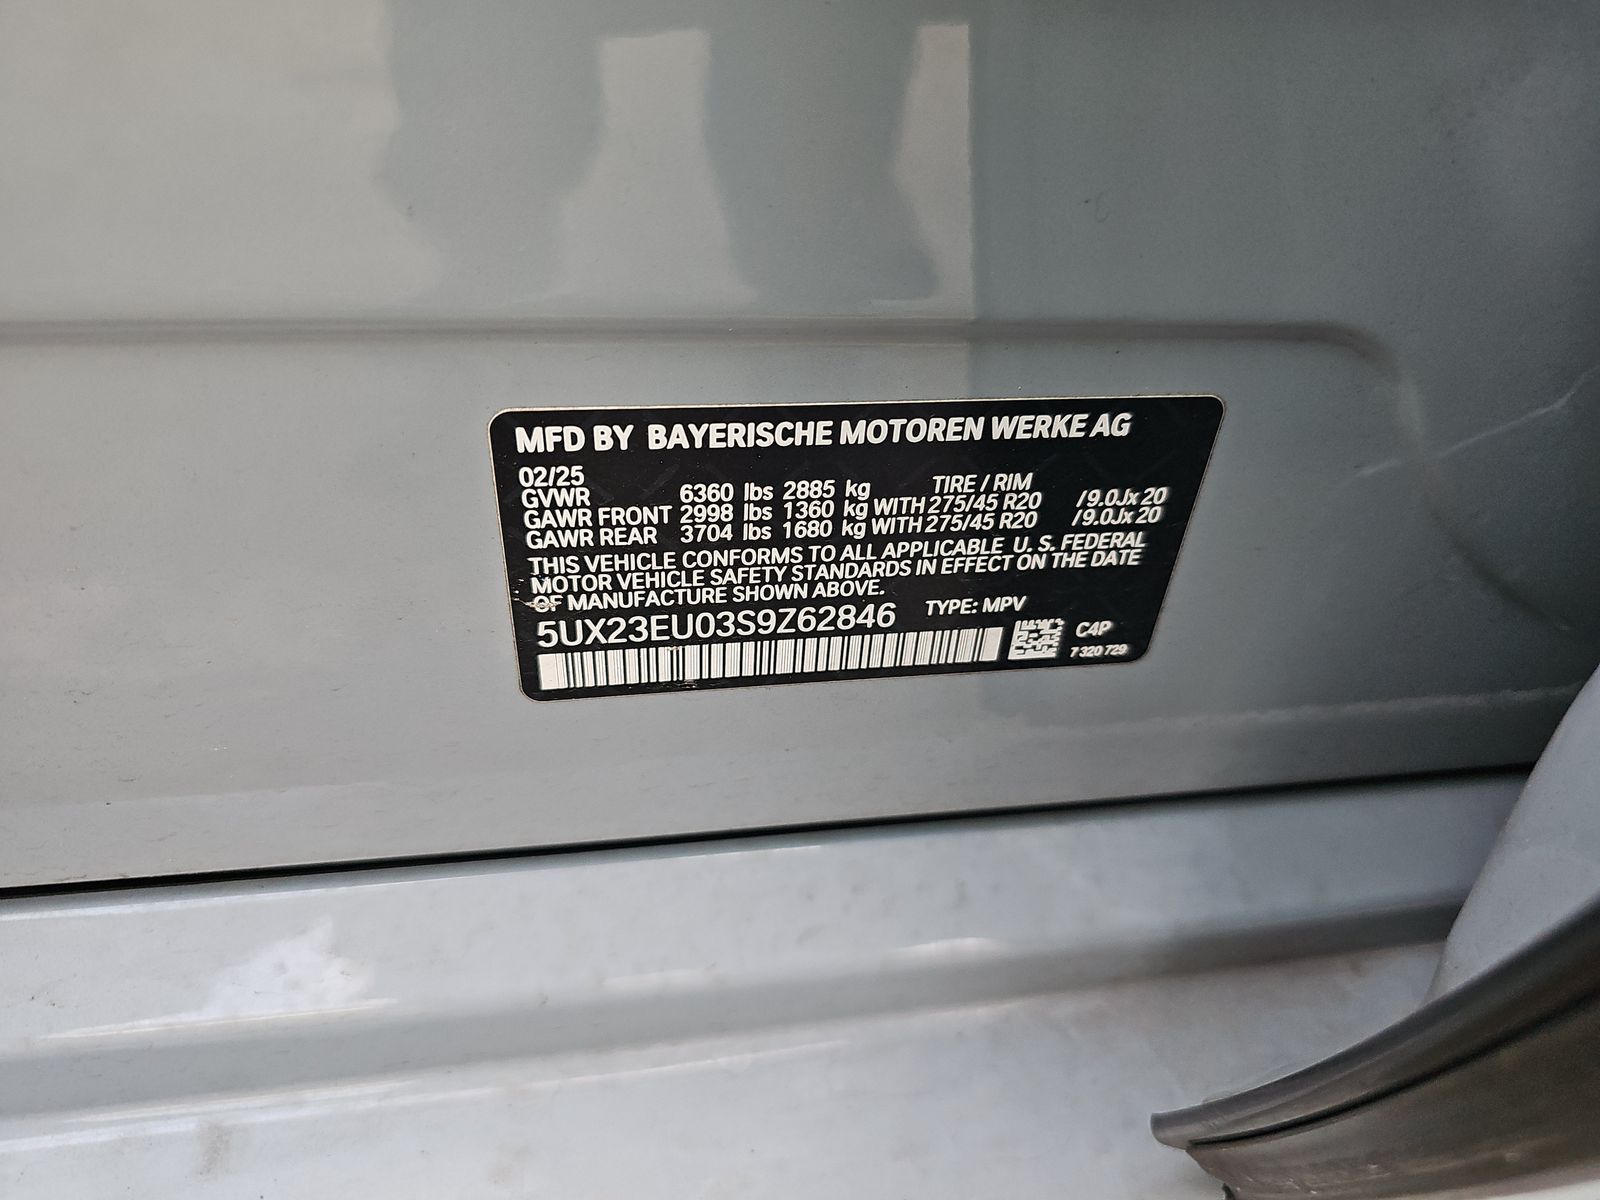 MFD BY BAYERISCHE MOTOREN WERKE AG
02/25 TIRE / RIM
GVWR 6360 lbs 2885 kg
GAWR FRONT 2998 lbs 1360 kg WITH 275/45 R20 /9.0Jx 20
GAWR REAR 3704 lbs 1680 kg WITH 275/45 R20 /9.0Jx 20
THIS VEHICLE CONFORMS TO ALL APPLICABLE U. S. FEDERAL
MOTOR VEHICLE SAFETY STANDARDS IN EFFECT ON THE DATE
OF MANUFACTURE SHOWN ABOVE.
5UX23EU03S9Z62846 TYPE: MPV
C4P
7 320 729